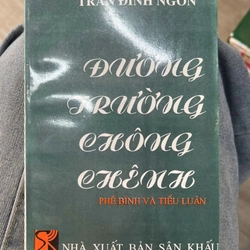 TRẦN ĐÌNH NGÔN
ĐƯỜNG
TRƯỜNG
CHÔNG
CHÊNH
PHÊ BÌNH VÀ TIỂU LUẬN
NHÀ XUẤT BẢN SÂN KHẤU